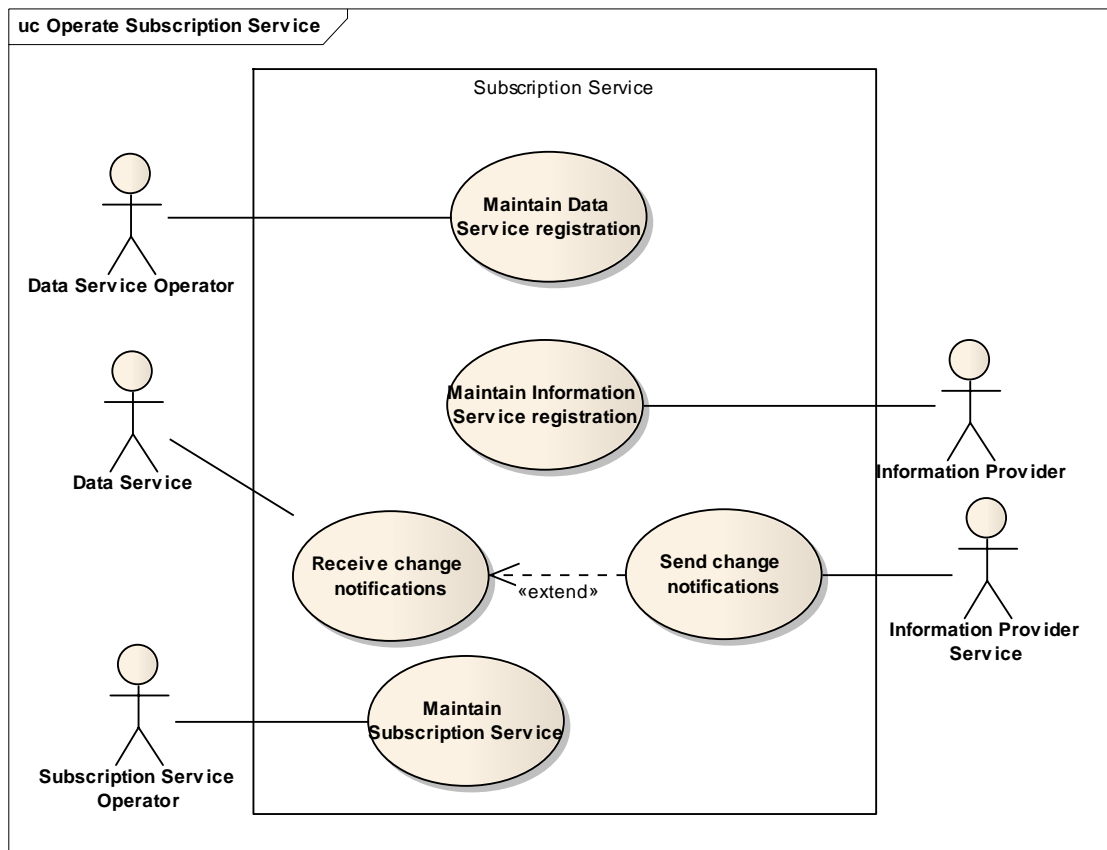 uc Operate Subscription Service
Subscription Service
Maintain Data
Service registration
Data Service Operator
Maintain Information
Service registration
Information Provider
Data Service
Receive change
notifications
«extend»
Send change
notifications
Information Provider
Service
Maintain
Subscription Service
Subscription Service
Operator